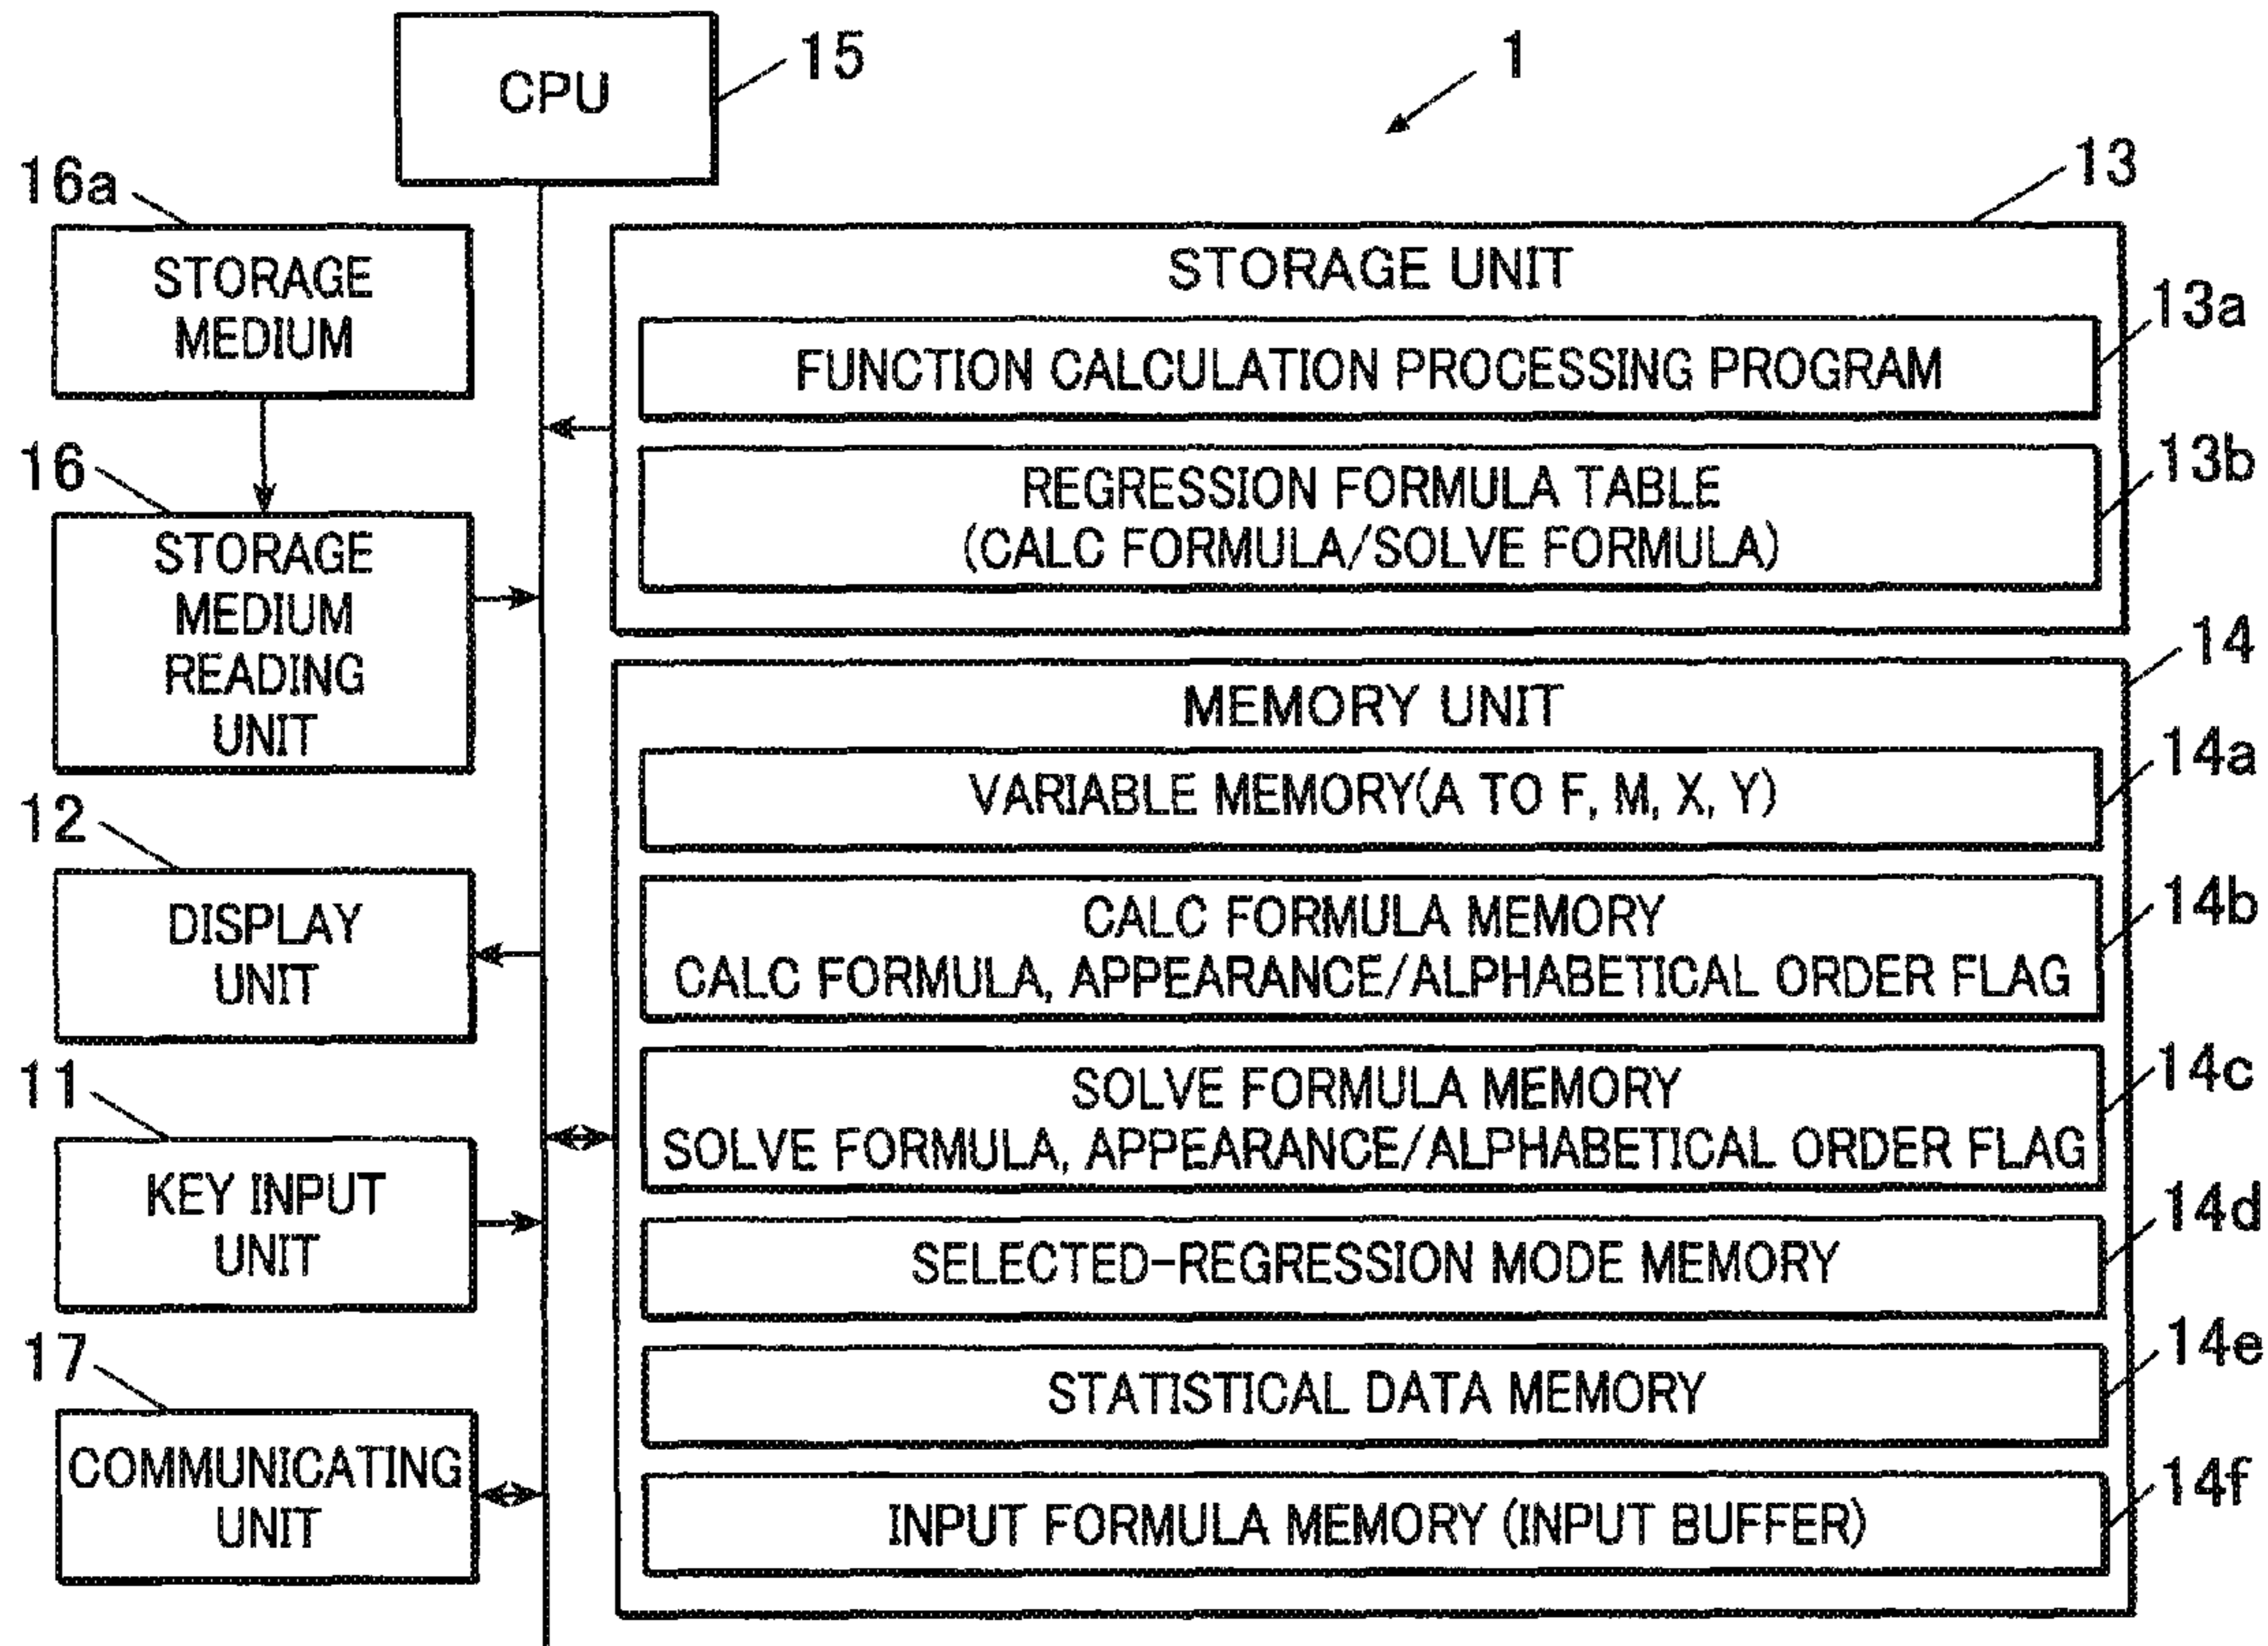 CPU
15
1
16a
STORAGE
MEDIUM
16
STORAGE
MEDIUM
READING
UNIT
12
DISPLAY
UNIT
11
KEY INPUT
UNIT
17
COMMUNICATING
UNIT
13
STORAGE UNIT
13a
FUNCTION CALCULATION PROCESSING PROGRAM
13b
REGRESSION FORMULA TABLE
(CALC FORMULA/SOLVE FORMULA)
14
MEMORY UNIT
14a
VARIABLE MEMORY(A TO F, M, X, Y)
14b
CALC FORMULA MEMORY
CALC FORMULA, APPEARANCE/ALPHABETICAL ORDER FLAG
14c
SOLVE FORMULA MEMORY
SOLVE FORMULA, APPEARANCE/ALPHABETICAL ORDER FLAG
14d
SELECTED-REGRESSION MODE MEMORY
14e
STATISTICAL DATA MEMORY
14f
INPUT FORMULA MEMORY (INPUT BUFFER)